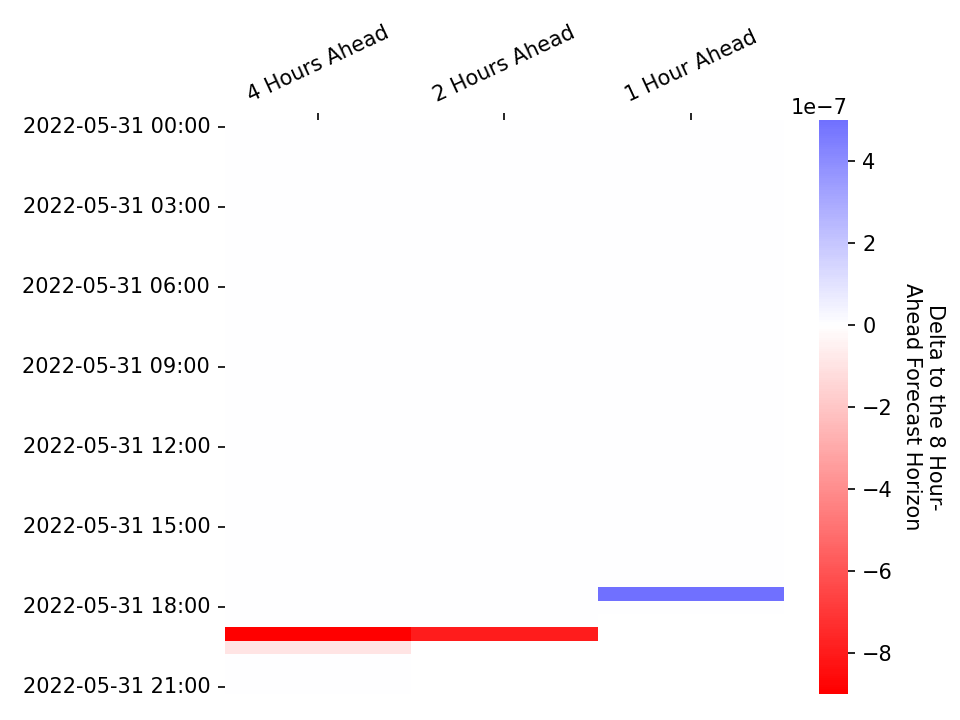 4 Hours Ahead
2 Hours Ahead
1 Hour Ahead
2022-05-31 00:00
2022-05-31 03:00
2022-05-31 06:00
2022-05-31 09:00
2022-05-31 12:00
2022-05-31 15:00
2022-05-31 18:00
2022-05-31 21:00
1e−7
4
2
0
−2
−4
−6
−8
Delta to the 8 Hour-
Ahead Forecast Horizon